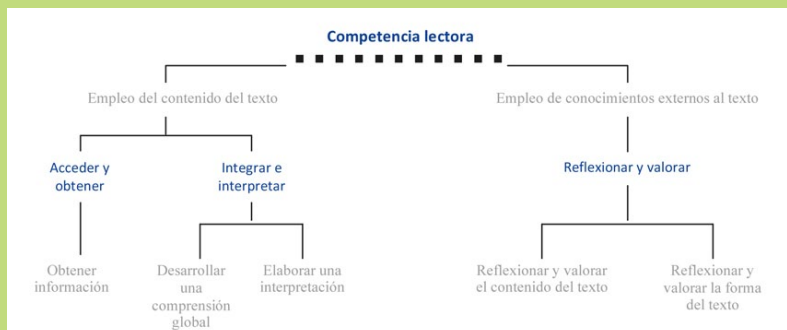 Competencia lectora
Empleo del contenido del texto
Empleo de conocimientos externos al texto
Acceder y
obtener
Integrar e
interpretar
Reflexionar y valorar
Obtener
información
Desarrollar
una
comprensión
global
Elaborar una
interpretación
Reflexionar y valorar
el contenido del texto
Reflexionar y
valorar la forma
del texto